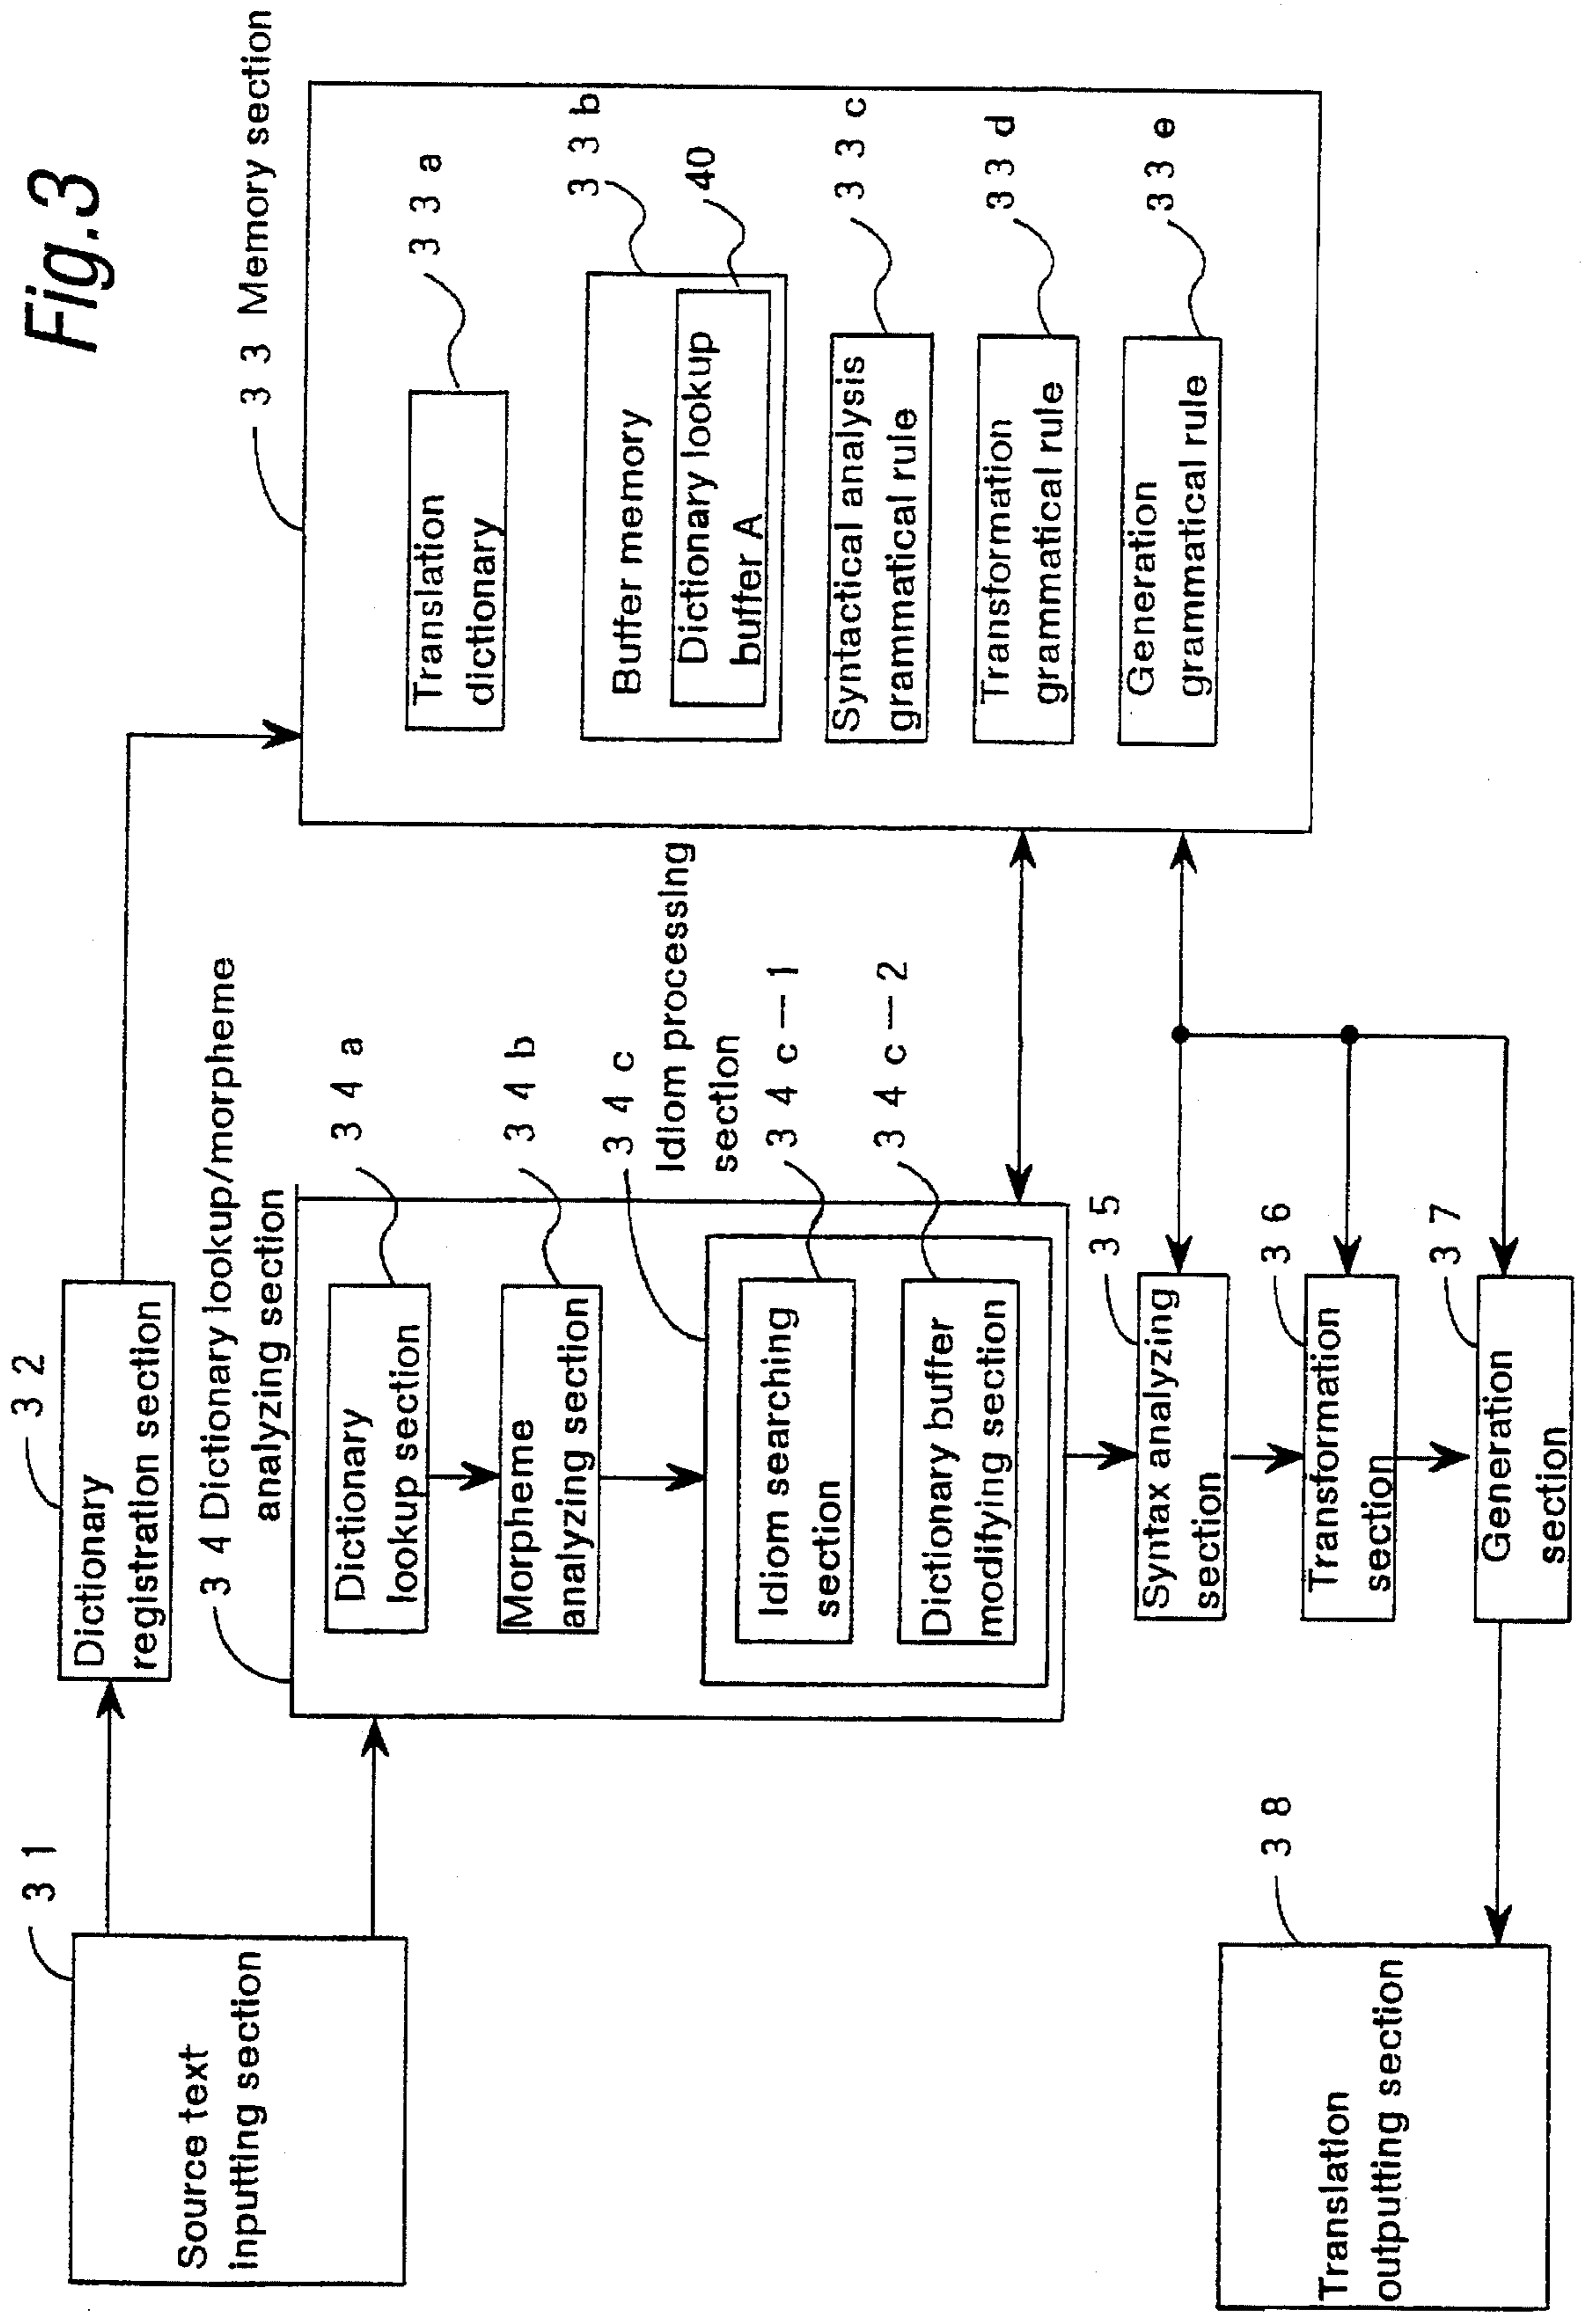 Fig.3
31
Source text
inputting section
32
Dictionary
registration section
33 Memory section
33a
Translation
dictionary
33b
Buffer memory
40
Dictionary lookup
buffer A
33c
Syntactical analysis
grammatical rule
33d
Transformation
grammatical rule
33e
Generation
grammatical rule
34 Dictionary lookup/morpheme
analyzing section
34a
Dictionary
lookup section
34b
Morpheme
analyzing section
34c
Idiom processing
section
34c-1
Idiom searching
section
34c-2
Dictionary buffer
modifying section
35
Syntax analyzing
section
36
Transformation
section
37
Generation
section
38
Translation
outputting section